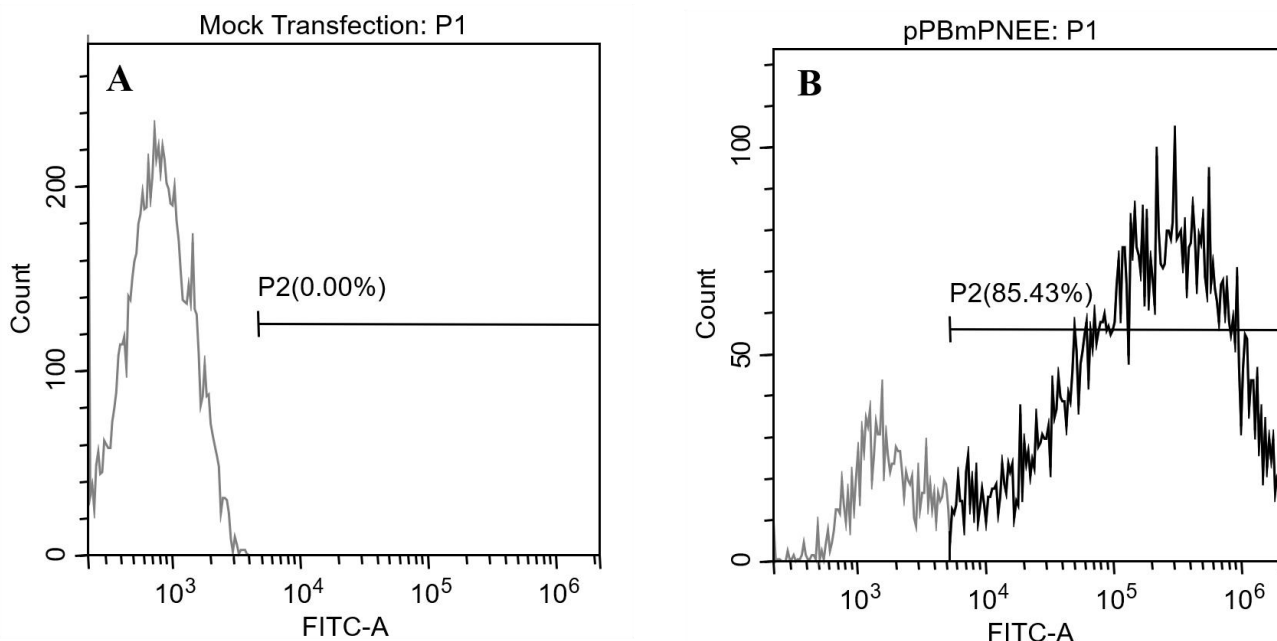 Mock Transfection: P1
A
P2(0.00%)
Count
0
100
200
10³
10⁴
10⁵
10⁶
FITC-A
pPBmPNEE: P1
B
P2(85.43%)
Count
0
50
100
10³
10⁴
10⁵
10⁶
FITC-A